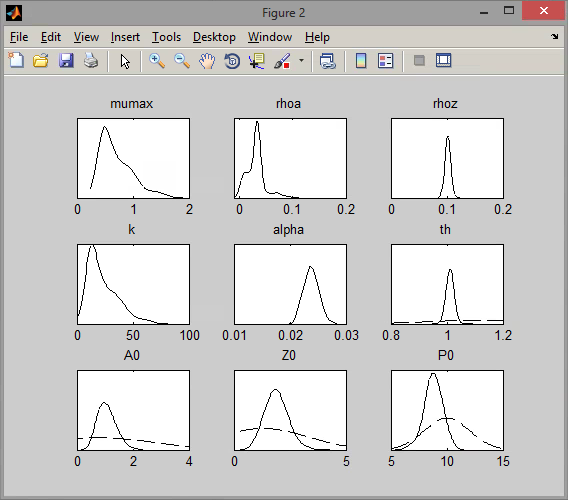 Figure 2
File Edit View Insert Tools Desktop Window Help
mumax rhoa rhoz
0 1 2 0 0.1 0.2 0 0.1 0.2
k alpha th
0 50 100 0.01 0.02 0.03 0.8 1 1.2
A0 Z0 P0
0 2 4 0 5 5 10 15